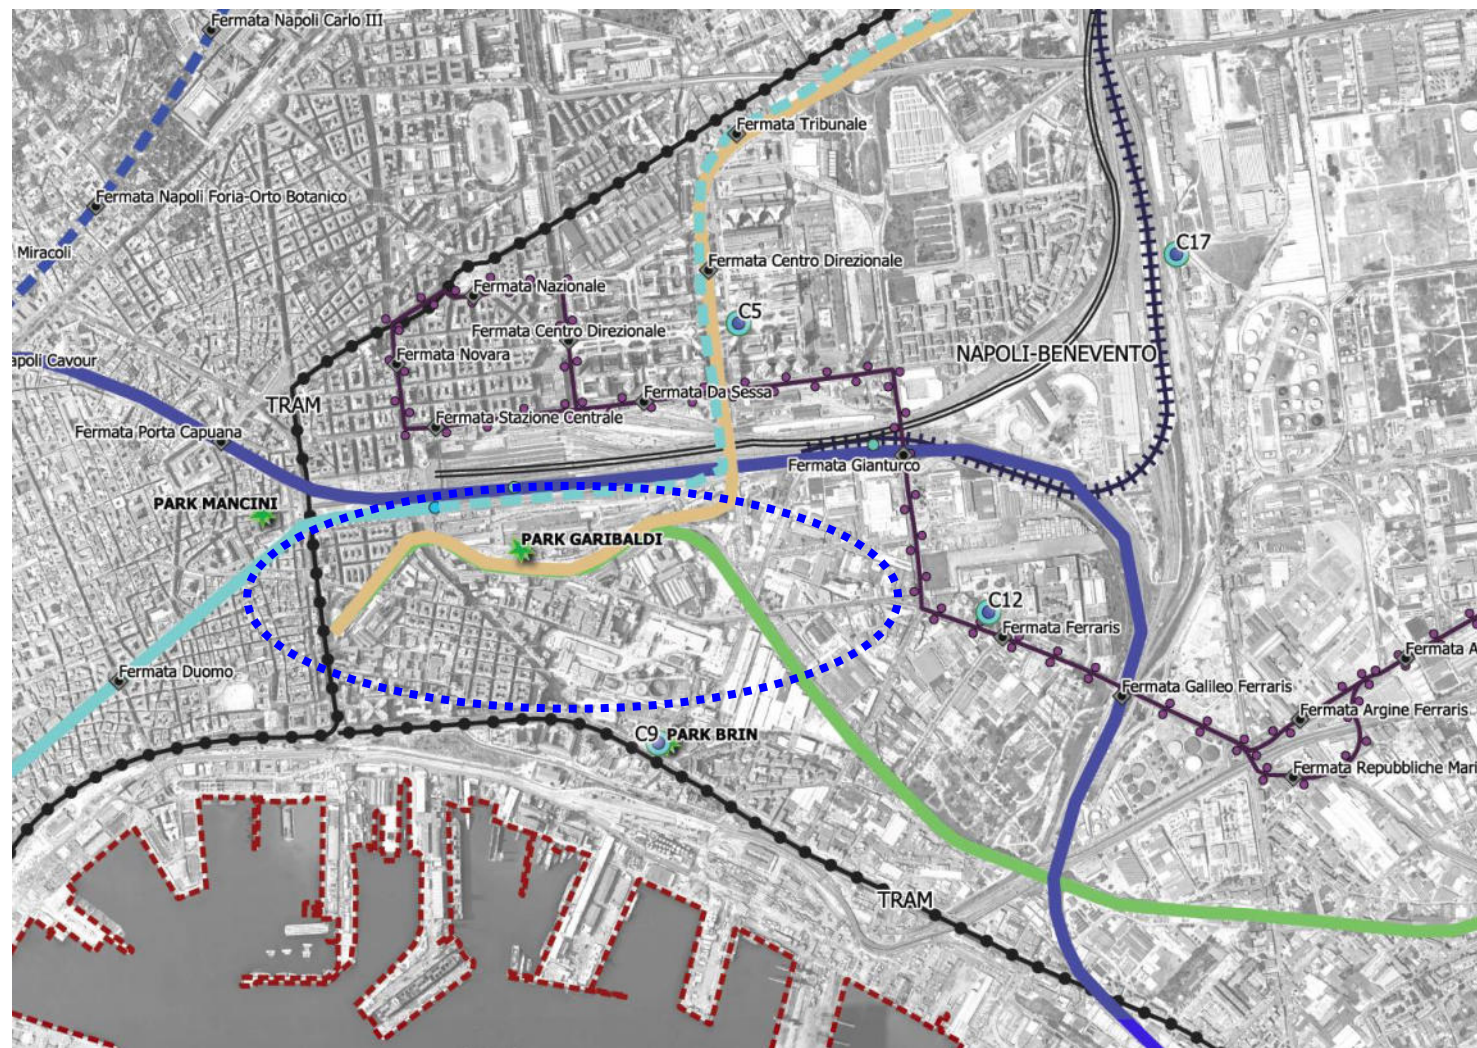 Fermata Napoli Carlo III
Fermata Tribunale
Fermata Napoli Foria-Orto Botanico
C17
Miracoli
Fermata Centro Direzionale
Fermata Nazionale
C5
Fermata Centro Direzionale
NAPOLI-BENEVENTO
apoli Cavour
Fermata Novara
Fermata Da Sessa
TRAM
Fermata Stazione Centrale
Fermata Porta Capuana
Fermata Gianturco
PARK MANCINI
PARK GARIBALDI
C12
Fermata Ferraris
Fermata A
Fermata Duomo
Fermata Galileo Ferraris
Fermata Argine Ferraris
C9
PARK BRIN
Fermata Repubbliche Mari
TRAM